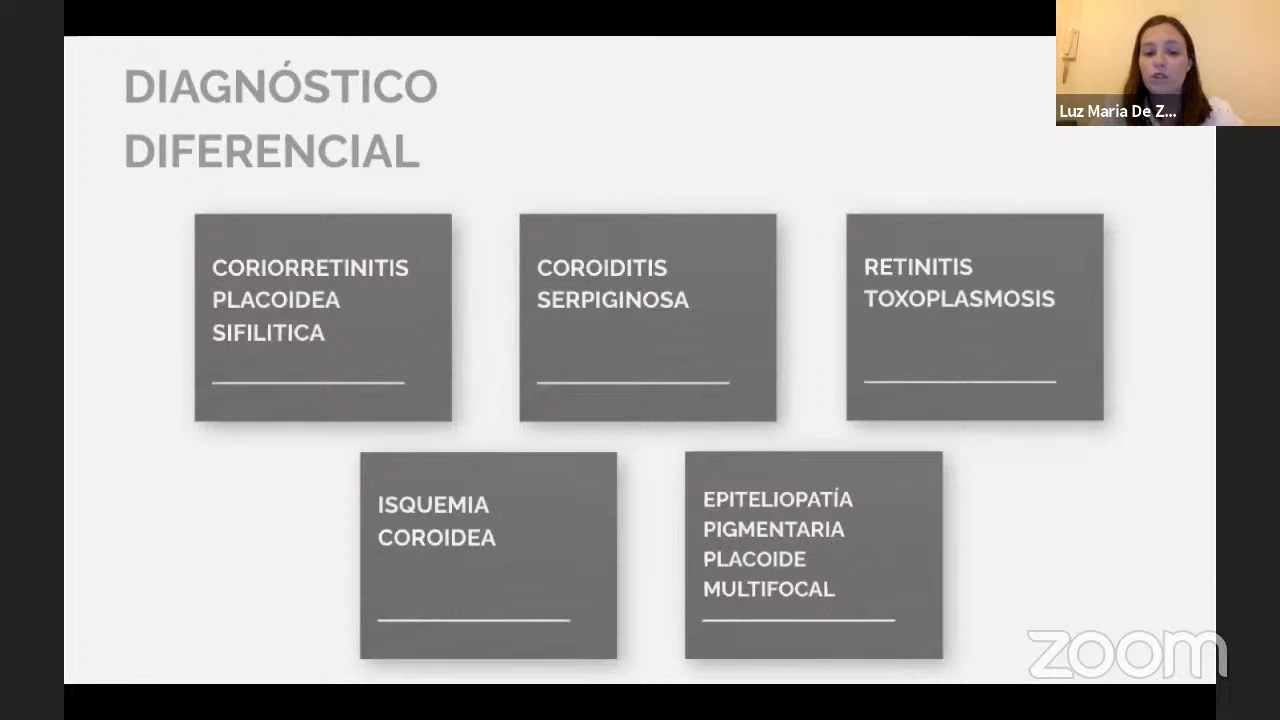 DIAGNÓSTICO
DIFERENCIAL
Luz Maria De Z...
CORIORRETINITIS
PLACOIDEA
SIFILITICA
COROIDITIS
SERPIGINOSA
RETINITIS
TOXOPLASMOSIS
ISQUEMIA
COROIDEA
EPITELIOPATÍA
PIGMENTARIA
PLACOIDE
MULTIFOCAL
zoom